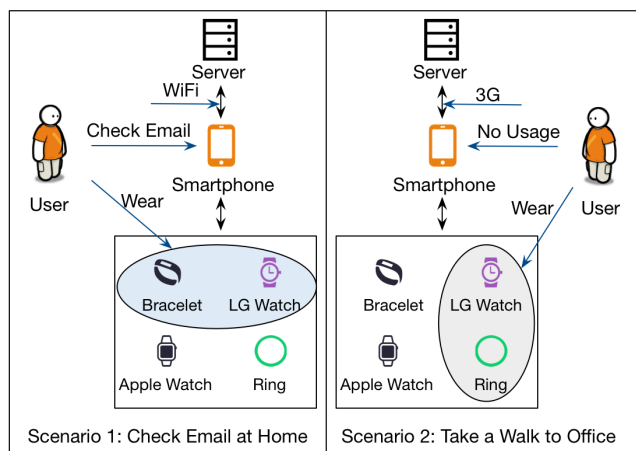 Server
WiFi
Check Email
Smartphone
User
Wear
Bracelet
LG Watch
Apple Watch
Ring
Scenario 1: Check Email at Home
Server
3G
No Usage
Smartphone
User
Wear
Bracelet
LG Watch
Apple Watch
Ring
Scenario 2: Take a Walk to Office